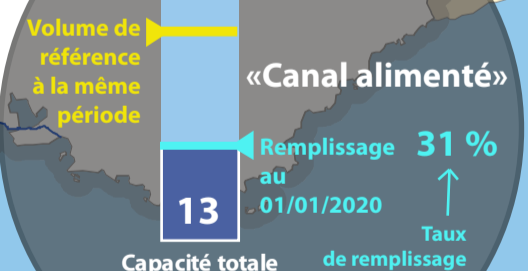 Volume de
référence
à la même
période
«Canal alimenté»
Remplissage
au
01/01/2020
31 %
13
Taux
de remplissage
Capacité totale